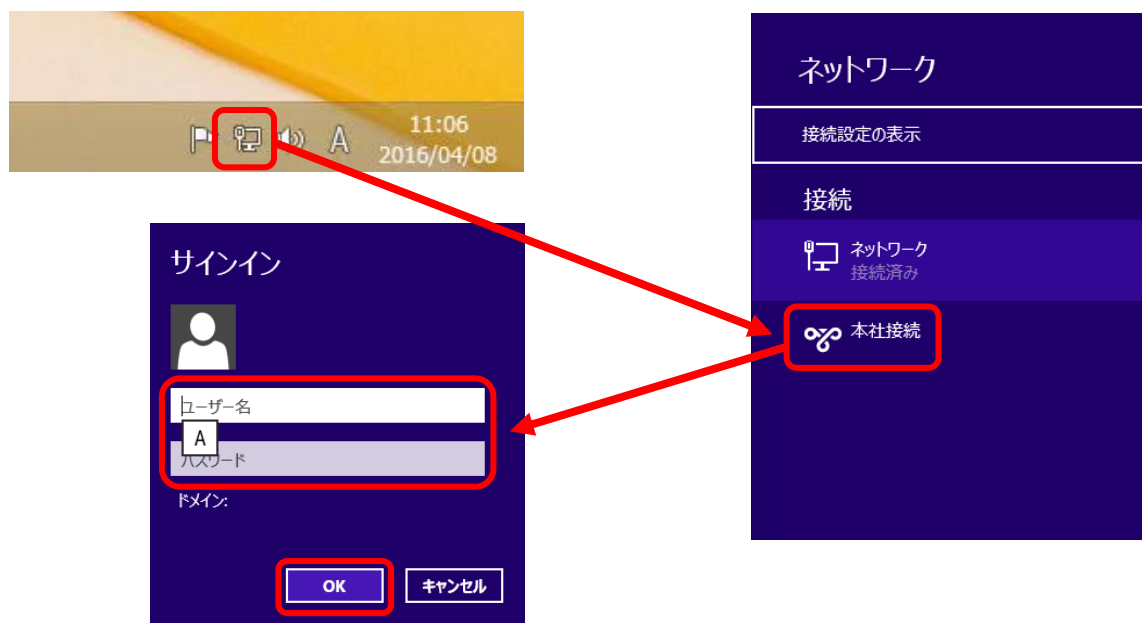 A
11:06
2016/04/08
ネットワーク
接続設定の表示
接続
ネットワーク
接続済み
本社接続
サインイン
ユーザー名
A
パスワード
ドメイン:
OK
キャンセル